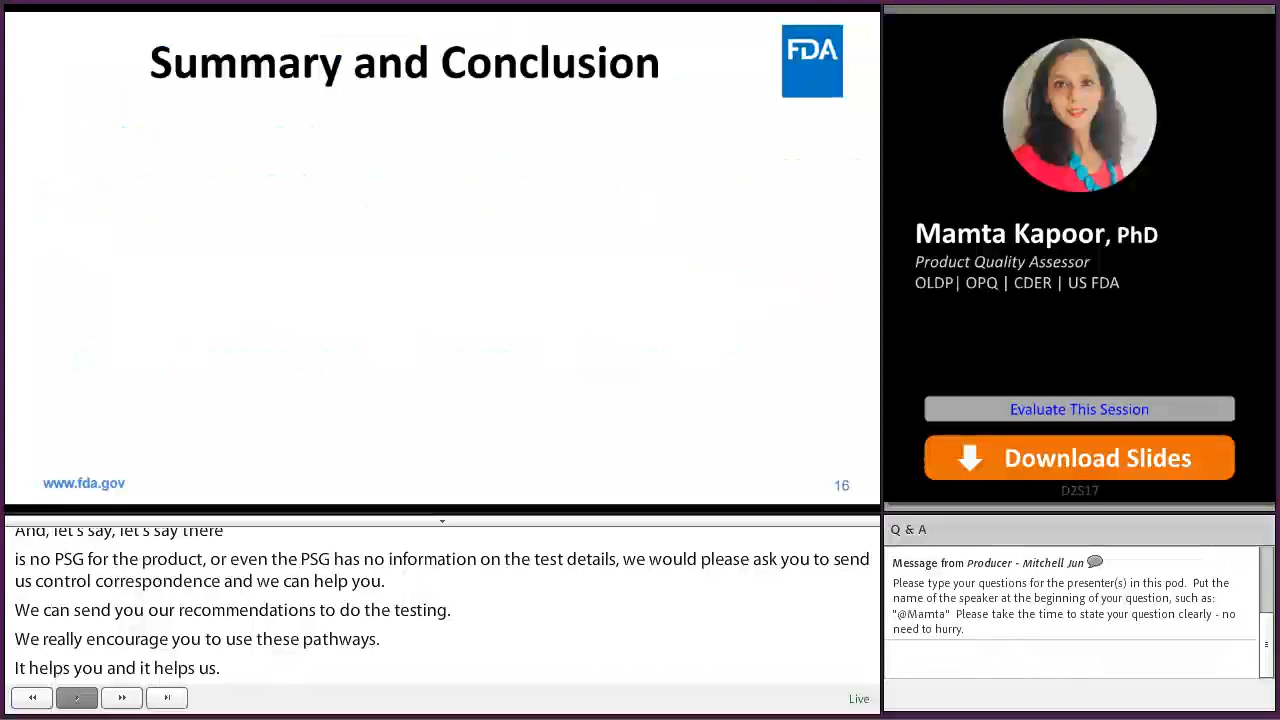 Summary and Conclusion
FDA
www.fda.gov
16
Mamta Kapoor, PhD
Product Quality Assessor
OLDP| OPQ | CDER | US FDA
Evaluate This Session
Download Slides
D2S17
And, let's say, let's say there
is no PSG for the product, or even the PSG has no information on the test details, we would please ask you to send
us control correspondence and we can help you.
We can send you our recommendations to do the testing.
We really encourage you to use these pathways.
It helps you and it helps us.
Live
Q & A
Message from Producer - Mitchell Jun
Please type your questions for the presenter(s) in this pod. Put the
name of the speaker at the beginning of your question, such as:
"@Mamta" Please take the time to state your question clearly - no
need to hurry.